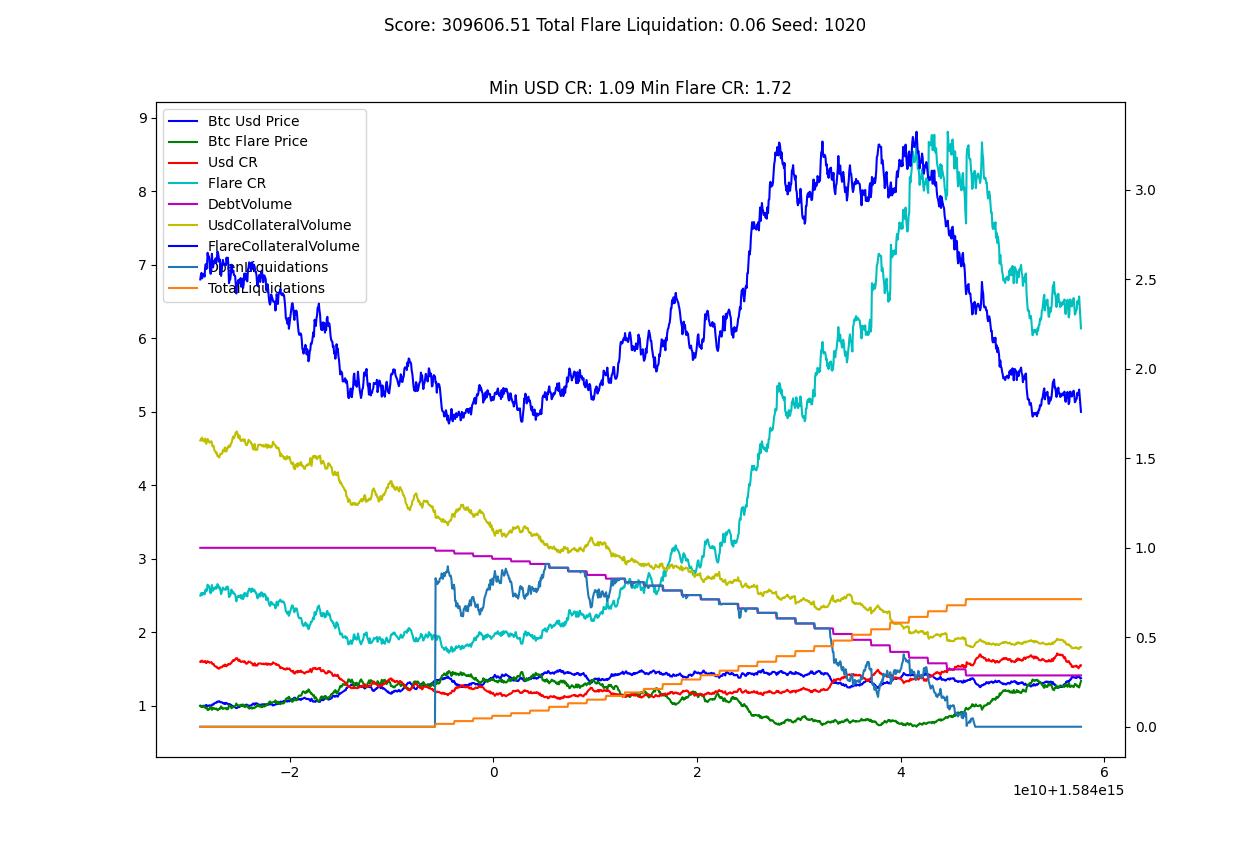 Score: 309606.51 Total Flare Liquidation: 0.06 Seed: 1020
Min USD CR: 1.09 Min Flare CR: 1.72
Btc Usd Price
Btc Flare Price
Usd CR
Flare CR
DebtVolume
UsdCollateralVolume
FlareCollateralVolume
OpenLiquidations
TotalLiquidations
9
8
7
6
5
4
3
2
1
3.0
2.5
2.0
1.5
1.0
0.5
0.0
−2 0 2 4 6
1e10+1.584e15